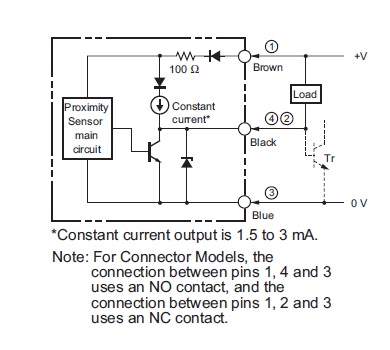 ① +V
100 Ω Brown
Load
Proximity
Sensor
main
circuit
Constant
current*
④ ②
Black
Tr
③
0 V
Blue
*Constant current output is 1.5 to 3 mA.
Note: For Connector Models, the
connection between pins 1, 4 and 3
uses an NO contact, and the
connection between pins 1, 2 and 3
uses an NC contact.